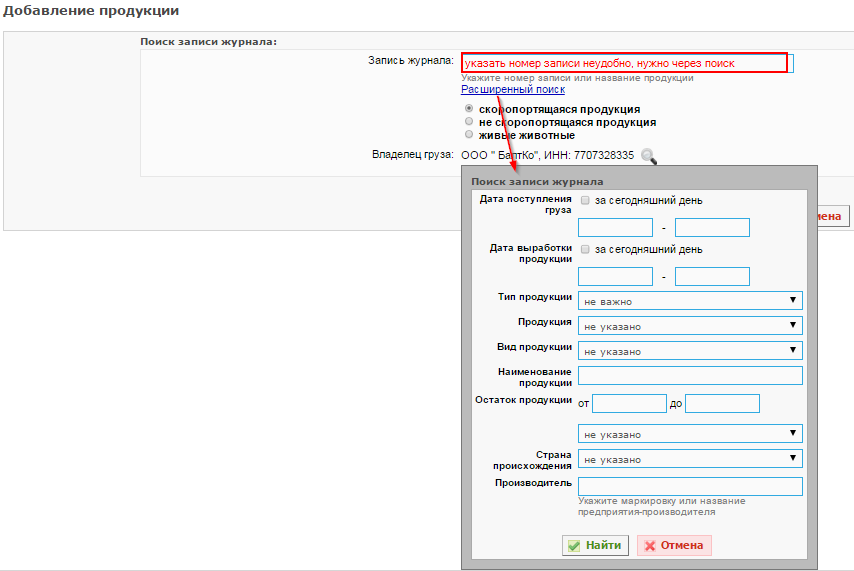 Добавление продукции
Поиск записи журнала:
Запись журнала:
указать номер записи неудобно, нужно через поиск
Укажите номер записи или название продукции
Расширенный поиск
скоропортящаяся продукция
не скоропортящаяся продукция
живые животные
Владелец груза: ООО " БалтКо", ИНН: 7707328335
Поиск записи журнала
Дата поступления
груза
за сегодняшний день
-
Дата выработки
продукции
за сегодняшний день
-
Тип продукции
не важно
Продукция
не указано
Вид продукции
не указано
Наименование
продукции
Остаток продукции
от до
не указано
Страна
происхождения
не указано
Производитель
Укажите маркировку или название
предприятия-производителя
Найти Отмена